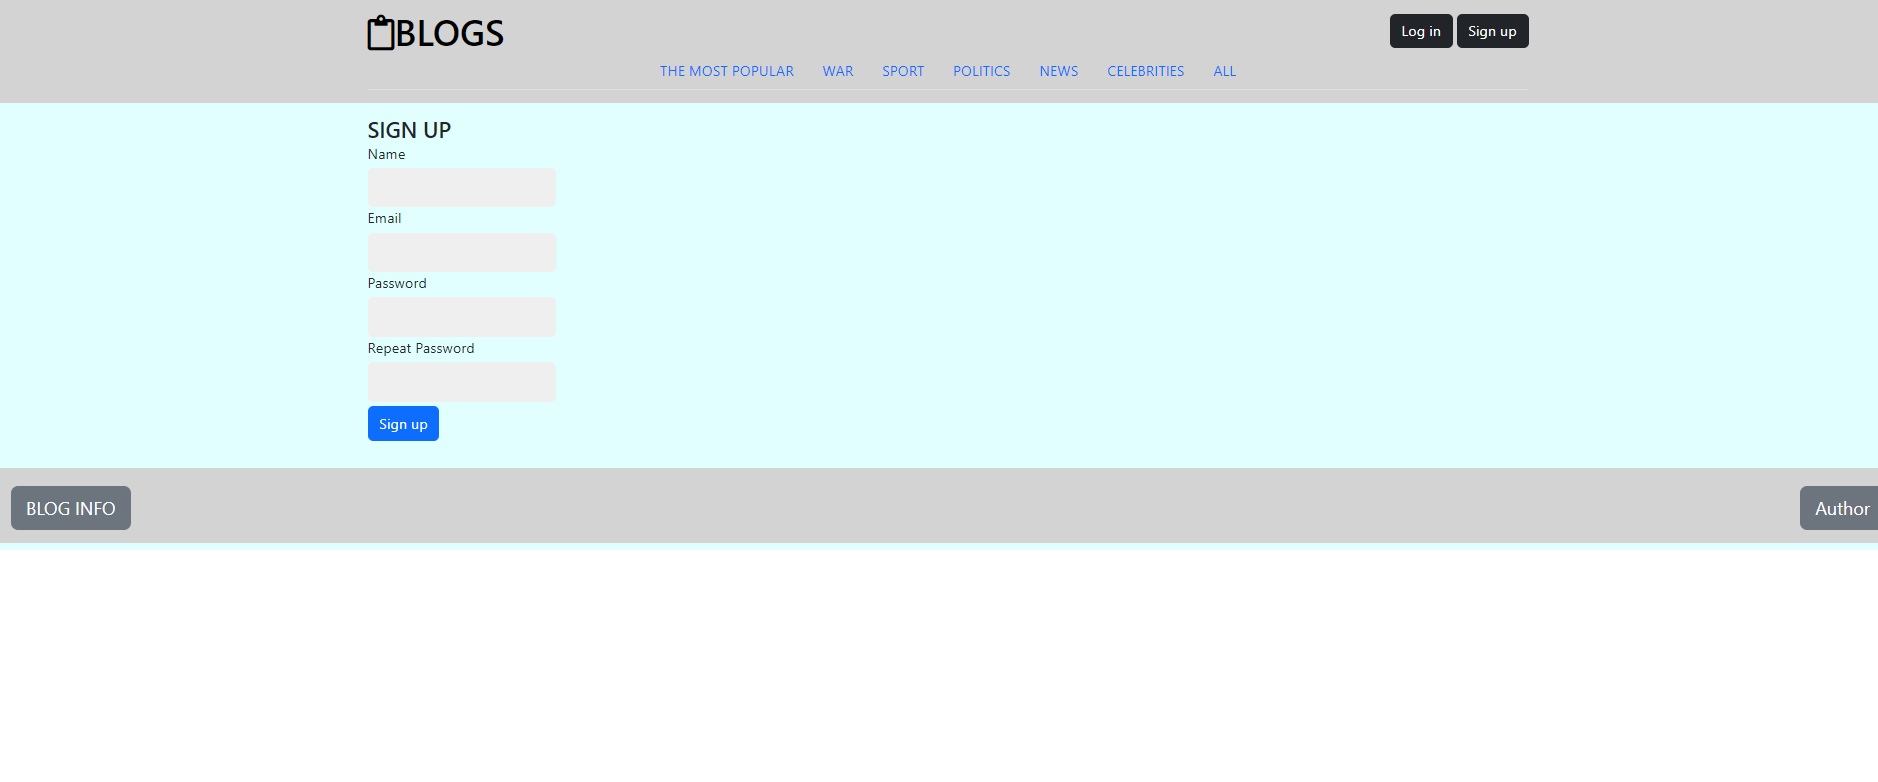 BLOGS
Log in Sign up
THE MOST POPULAR WAR SPORT POLITICS NEWS CELEBRITIES ALL
SIGN UP
Name
Email
Password
Repeat Password
Sign up
BLOG INFO Author